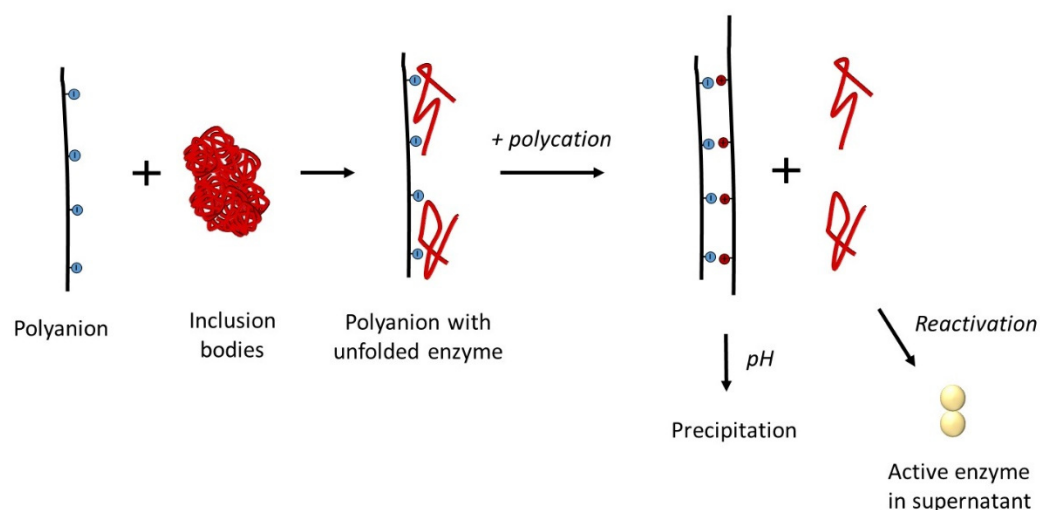 + polycation
+
+
Polyanion
Inclusion
bodies
Polyanion with
unfolded enzyme
Reactivation
pH
Precipitation
Active enzyme
in supernatant